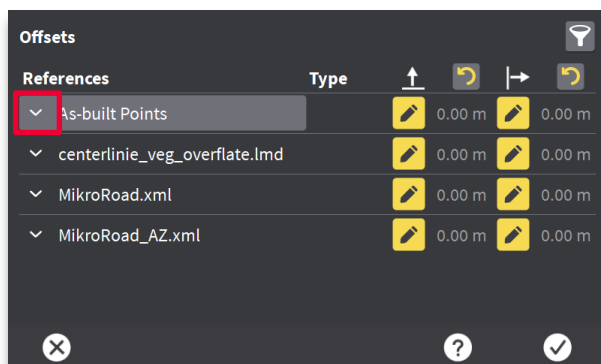 Offsets
References Type
As-built Points 0.00 m 0.00 m
centerlinie_veg_overflate.lmd 0.00 m 0.00 m
MikroRoad.xml 0.00 m 0.00 m
MikroRoad_AZ.xml 0.00 m 0.00 m
?